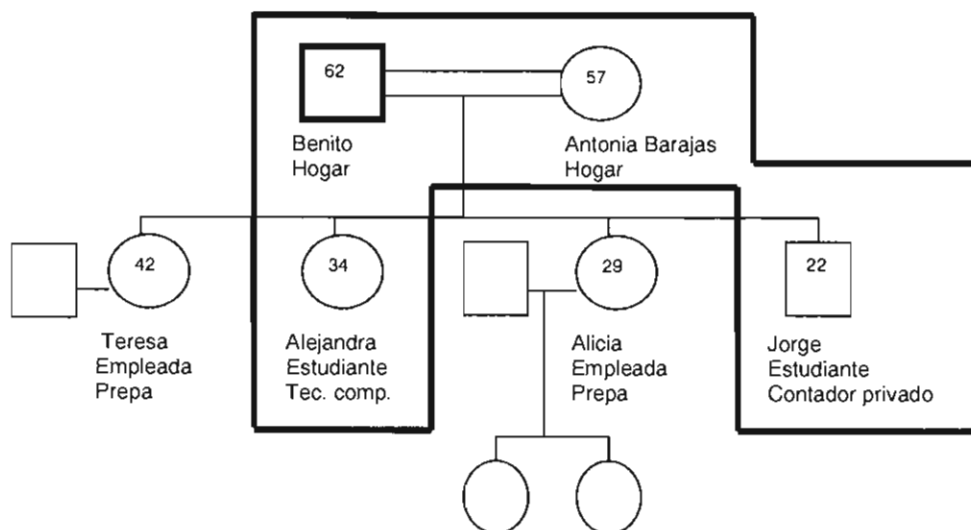 62
57
Benito
Hogar
Antonia Barajas
Hogar
42
34
29
22
Teresa
Empleada
Prepa
Alejandra
Estudiante
Tec. comp.
Alicia
Empleada
Prepa
Jorge
Estudiante
Contador privado